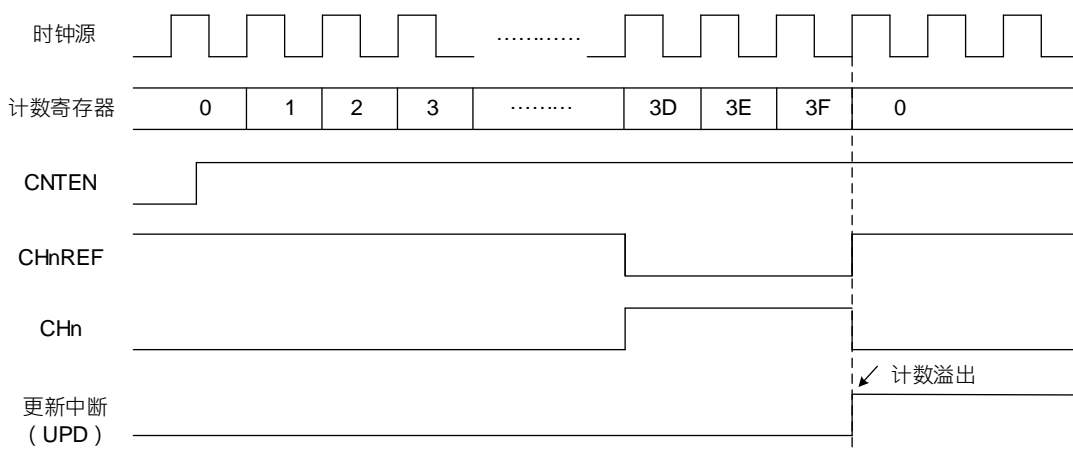 时钟源 …………
计数寄存器 0 1 2 3 ……… 3D 3E 3F 0
CNTEN
CHnREF
CHn
计数溢出
更新中断
（UPD）